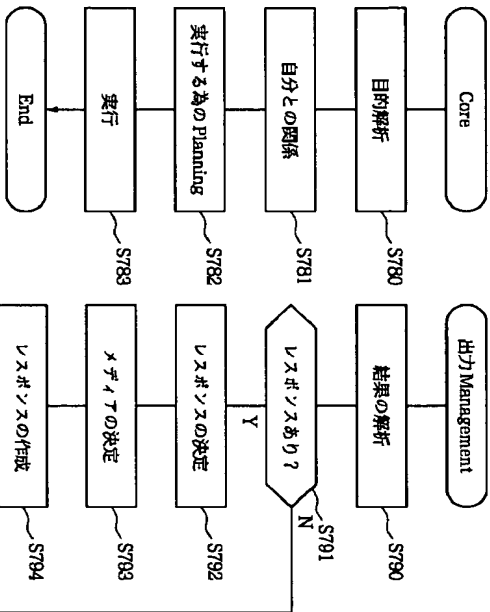 Core
目的解析
S780
自分との関係
S781
実行する為のPlanning
S782
実行
S783
End
出力Management
結果の解析
S790
レスポンスあり?
S791
N
Y
レスポンスの決定
S792
メディアの決定
S793
レスポンスの作成
S794